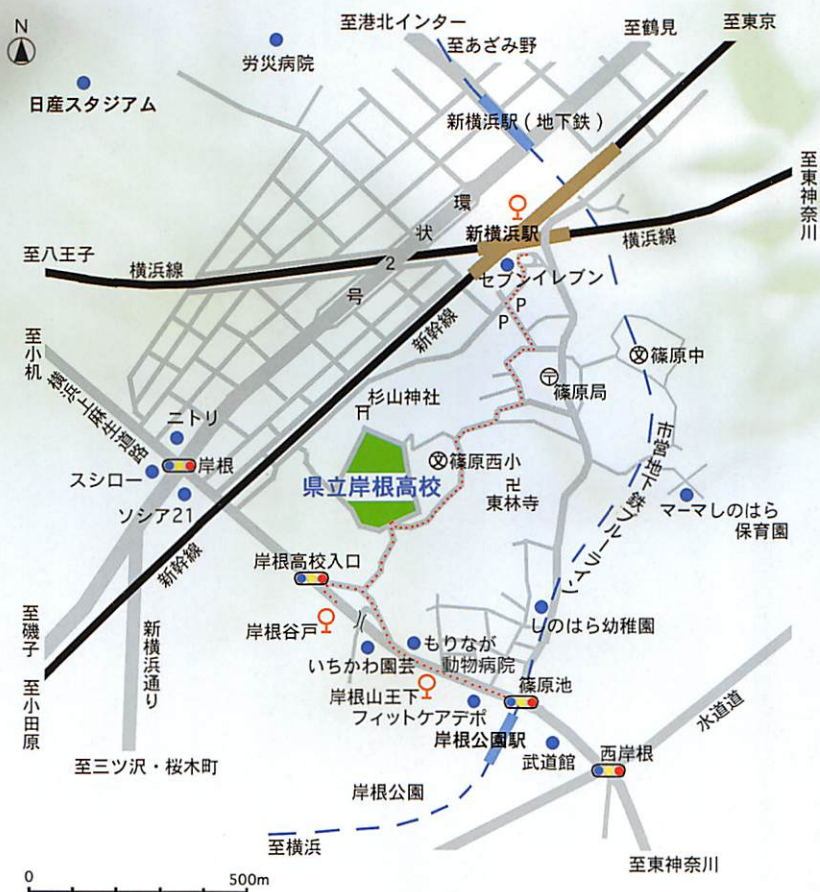 N
至港北インター
至あざみ野
至鶴見
至東京
労災病院
日産スタジアム
新横浜駅(地下鉄)
至東神奈川
環
状
2
号
新横浜駅
横浜線
至八王子
横浜線
セブンイレブン
P
P
新幹線
至小机
横浜上麻生道路
杉山神社
文
篠原中
〒
篠原局
ニトリ
岸根
スシロー
ソシア21
文
篠原西小
卍
東林寺
県立岸根高校
市営地下鉄ブルーライン
マーマしのはら
保育園
新幹線
岸根高校入口
岸根谷戸
しのはら幼稚園
至磯子
至小田原
新横浜通り
いちかわ園芸
もりなが
動物病院
岸根山王下
フィットケアデポ
篠原池
岸根公園駅
武道館
西岸根
水道道
至三ツ沢・桜木町
岸根公園
至横浜
至東神奈川
0
500m